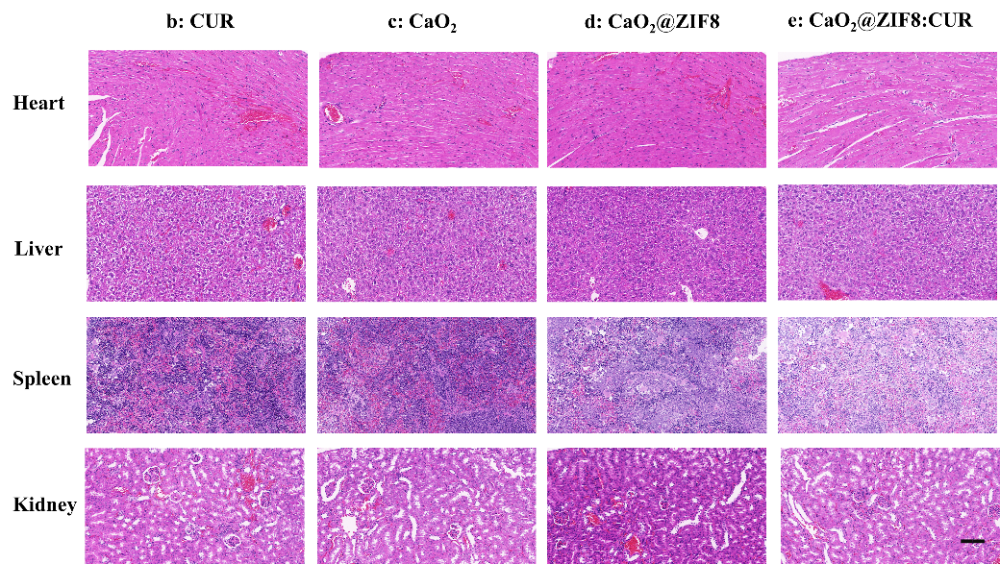 b: CUR c: CaO₂ d: CaO₂@ZIF8 e: CaO₂@ZIF8:CUR
Heart
Liver
Spleen
Kidney